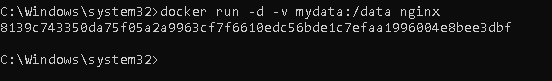 C:\Windows\system32>docker run -d -v mydata:/data nginx
8139c743350da75f05a2a9963cf7f6610edc56bde1c7efaa1996004e8bee3dbf
C:\Windows\system32>